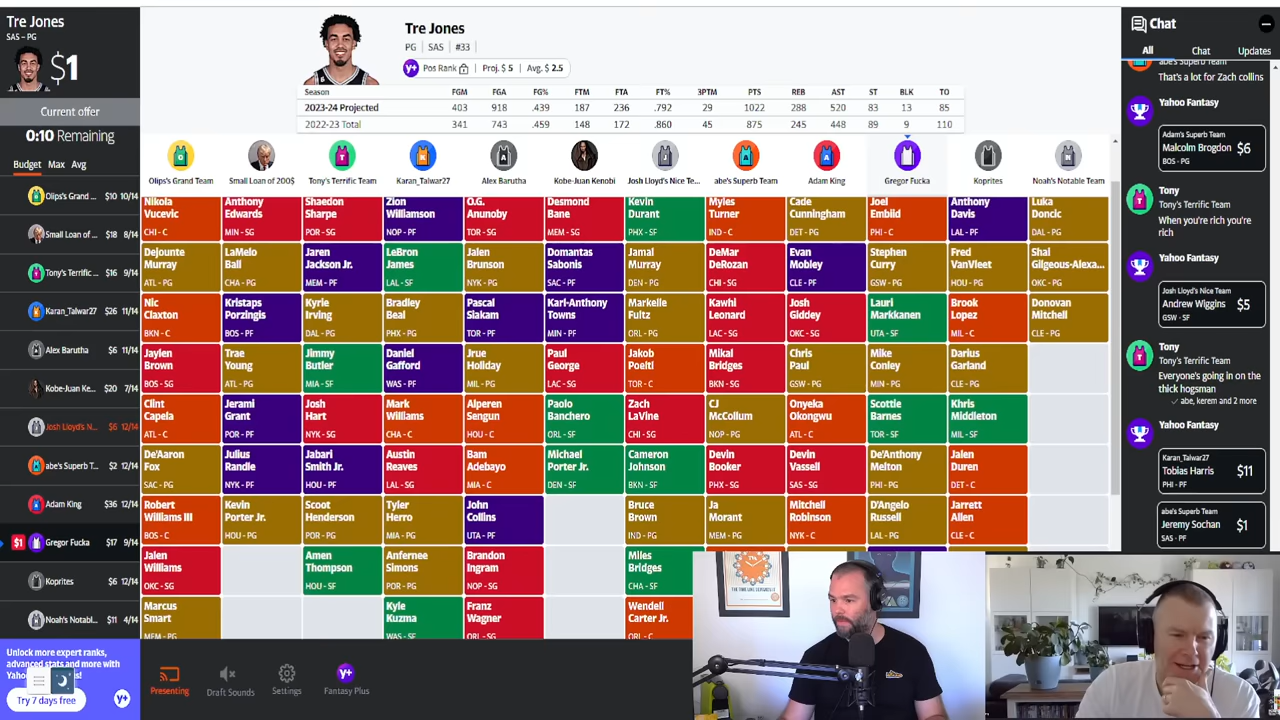 Tre Jones
SAS – PG
$1
Current offer
0:10 Remaining
Budget Max Avg
Olips's Grand ... $10 10/14
Small Loan of ... $18 8/14
Tony's Terrific ... $16 9/14
Karan_Talwar27 $26 11/14
Alex Barutha $6 11/14
Kobe-Juan Ke... $20 7/14
Josh Lloyd's N... $6 12/14
abe's Superb T... $2 12/14
Adam King $36 12/14
$1 Gregor Fucka $17 9/14
Koprites $6 12/14
Noah's Notabl... $11 4/14
Unlock more expert ranks,
advanced stats and more with
Try 7 days free
Tre Jones
PG SAS #33
Pos Rank Proj. $ 5 Avg. $ 2.5
Season FGM FGA FG% FTM FTA FT% 3PTM PTS REB AST ST BLK TO
2023-24 Projected 403 918 .439 187 236 .792 29 1022 288 520 83 13 85
2022-23 Total 341 743 .459 148 172 .860 45 875 245 448 89 9 110
Olips's Grand Team Small Loan of 200$ Tony's Terrific Team Karan_Talwar27 Alex Barutha Kobe-Juan Kenobi Josh Lloyd's Nice Te... abe's Superb Team Adam King Gregor Fucka Koprites Noah's Notable Team
Nikola Anthony Shaedon Zion O.G. Desmond Kevin Myles Cade Joel Anthony Luka
Vucevic Edwards Sharpe Williamson Anunoby Bane Durant Turner Cunningham Embiid Davis Doncic
CHI - C MIN - SG POR - SG NOP - PF TOR - SG MEM - SG PHX - SF IND - C DET - PG PHI - C LAL - PF DAL - PG
Dejounte LaMelo Jaren LeBron Jalen Domantas Jamal DeMar Evan Stephen Fred Shai
Murray Ball Jackson Jr. James Brunson Sabonis Murray DeRozan Mobley Curry VanVleet Gilgeous-Alexa...
ATL - PG CHA - PG MEM - PF LAL - SF NYK - PG SAC - PF DEN - PG CHI - SG CLE - PF GSW - PG HOU - PG OKC - PG
Nic Kristaps Kyrie Bradley Pascal Karl-Anthony Markelle Kawhi Josh Lauri Brook Donovan
Claxton Porzingis Irving Beal Siakam Towns Fultz Leonard Giddey Markkanen Lopez Mitchell
BKN - C BOS - PF DAL - PG PHX - PG TOR - PF MIN - PF ORL - PG LAC - SG OKC - SG UTA - SF MIL - C CLE - PG
Jaylen Trae Jimmy Daniel Jrue Paul Jakob Mikal Chris Mike Darius
Brown Young Butler Gafford Holiday George Poeltl Bridges Paul Conley Garland
BOS - SG ATL - PG MIA - SF WAS - PF MIL - PG LAC - SG TOR - C BKN - SG GSW - PG MIN - PG CLE - PG
Clint Jerami Josh Mark Alperen Paolo Zach CJ Onyeka Scottie Khris
Capela Grant Hart Williams Sengun Banchero LaVine McCollum Okongwu Barnes Middleton
ATL - C POR - PF NYK - SG CHA - C HOU - C ORL - SF CHI - SG NOP - PG ATL - C TOR - SF MIL - SF
De'Aaron Julius Jabari Austin Bam Michael Cameron Devin Devin De'Anthony Jalen
Fox Randle Smith Jr. Reaves Adebayo Porter Jr. Johnson Booker Vassell Melton Duren
SAC - PG NYK - PF HOU - PF LAL - SG MIA - C DEN - SF BKN - SF PHX - SG SAS - SG PHI - PG DET - C
Robert Kevin Scoot Tyler John Bruce Ja Mitchell D'Angelo Jarrett
Williams III Porter Jr. Henderson Herro Collins Brown Morant Robinson Russell Allen
BOS - C HOU - PG POR - PG MIA - PG UTA - PF IND - PG MEM - PG NYK - C LAL - PG CLE - C
Jalen Amen Anfernee Brandon Miles
Williams Thompson Simons Ingram Bridges
OKC - SG HOU - SF POR - PG NOP - SG CHA - SF
Marcus Kyle Franz Wendell
Smart Kuzma Wagner Carter Jr.
MEM - PG WAS - SF ORL - SG ORL - C
Presenting Draft Sounds Settings Fantasy Plus
Chat
All Chat Updates
abe's Superb Team
That's a lot for Zach collins
Yahoo Fantasy
Adam's Superb Team
Malcolm Brogdon $6
BOS - PG
Tony
Tony's Terrific Team
When you're rich you're
rich
Yahoo Fantasy
Josh Lloyd's Nice Team
Andrew Wiggins $5
GSW - SF
Tony
Tony's Terrific Team
Everyone's going in on the
thick hogsman
abe, kerem and 2 more
Yahoo Fantasy
Karan_Talwar27
Tobias Harris $11
PHI - PF
abe's Superb Team
Jeremy Sochan $1
SAS - PF